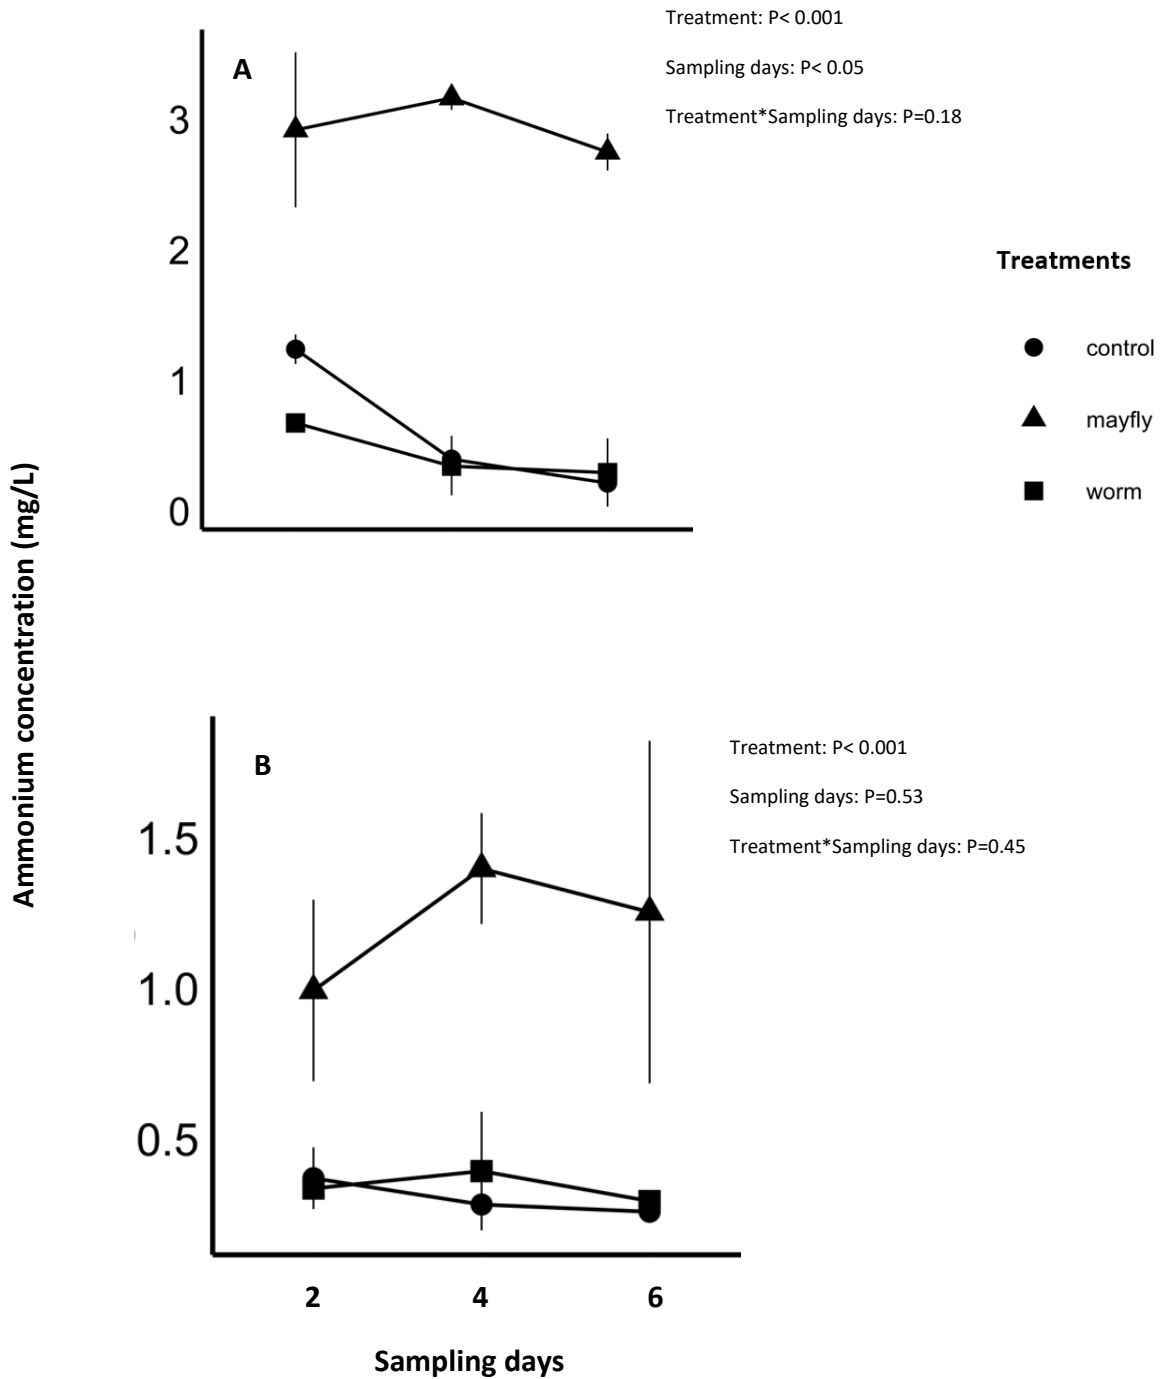 Treatment: P< 0.001
A
Sampling days: P< 0.05
Treatment*Sampling days: P=0.18
3
2
1
0
Treatments
control
mayfly
worm
Ammonium concentration (mg/L)
Treatment: P< 0.001
B
Sampling days: P=0.53
Treatment*Sampling days: P=0.45
1.5
1.0
0.5
2 4 6
Sampling days